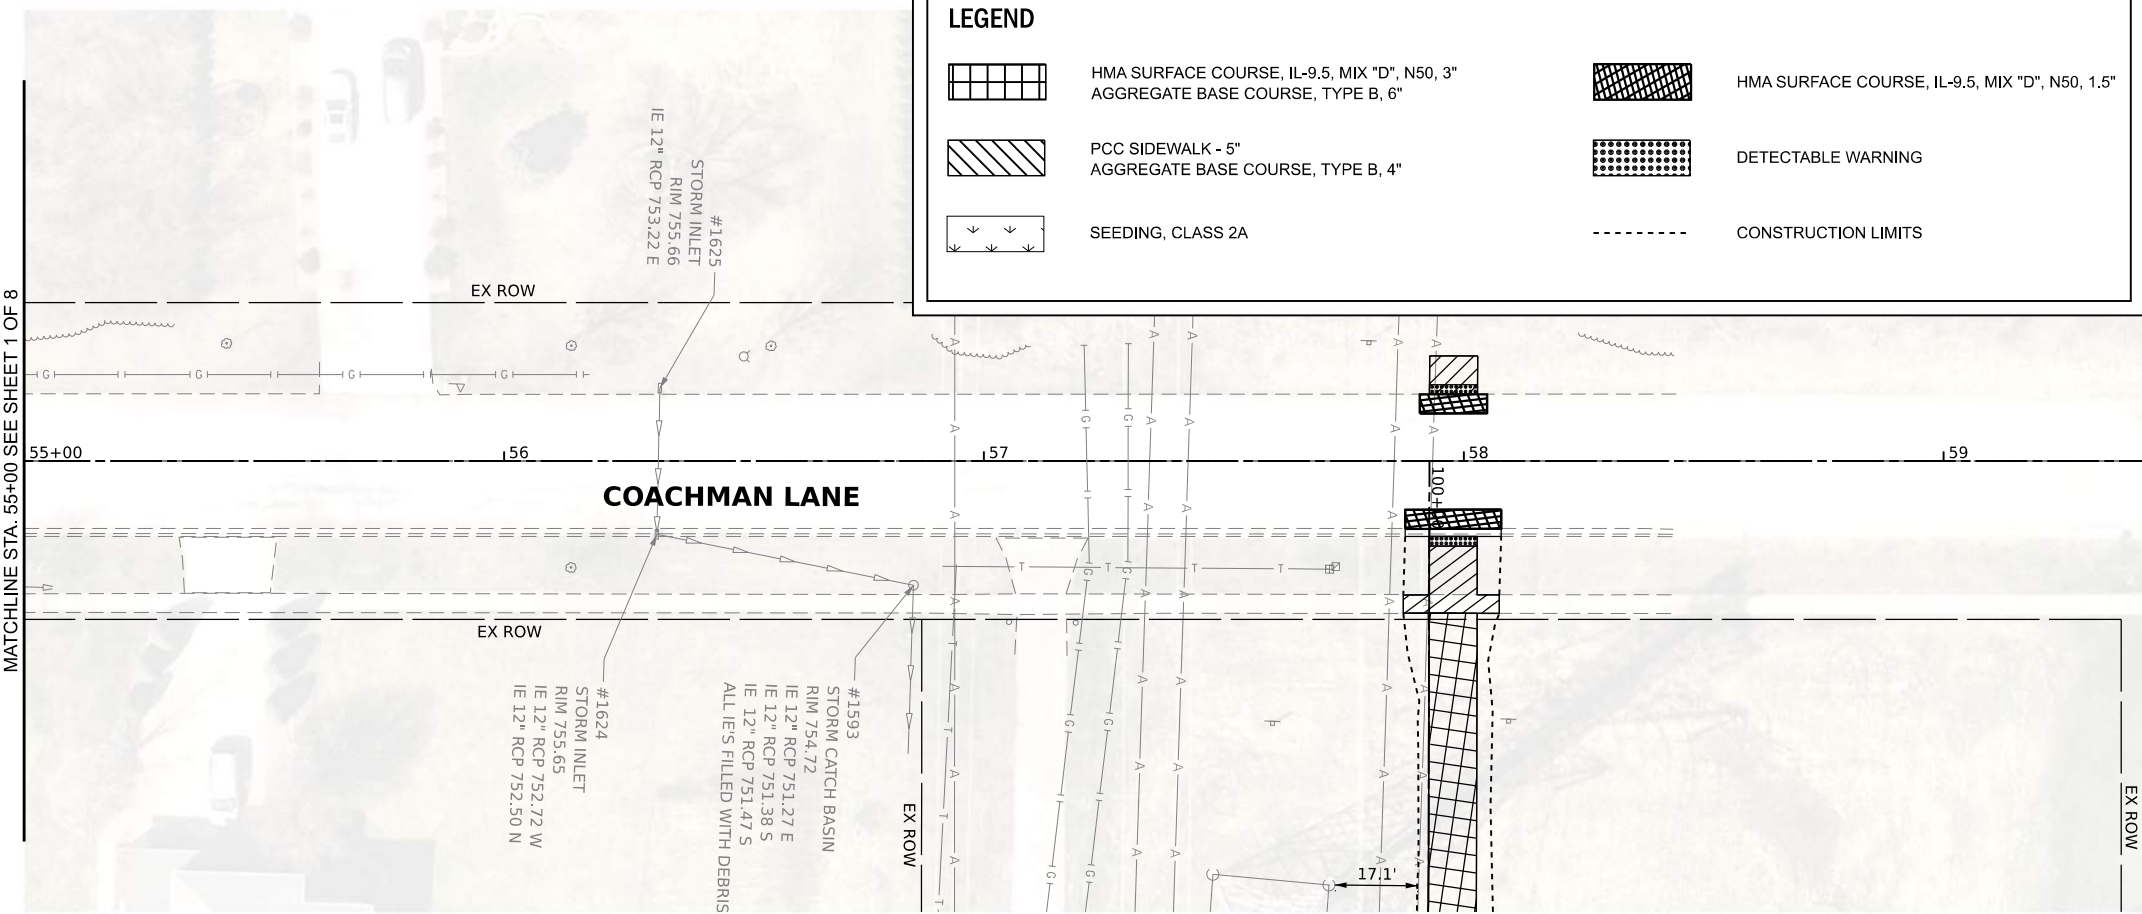 LEGEND
HMA SURFACE COURSE, IL-9.5, MIX "D", N50, 3"
AGGREGATE BASE COURSE, TYPE B, 6"
HMA SURFACE COURSE, IL-9.5, MIX "D", N50, 1.5"
PCC SIDEWALK - 5"
AGGREGATE BASE COURSE, TYPE B, 4"
DETECTABLE WARNING
SEEDING, CLASS 2A
CONSTRUCTION LIMITS
MATCHLINE STA. 55+00 SEE SHEET 1 OF 8
#1625
STORM INLET
RIM 755.66
IE 12" RCP 753.22 E
EX ROW
55+00
56
57
58
59
COACHMAN LANE
EX ROW
#1624
STORM INLET
RIM 755.65
IE 12" RCP 752.72 W
IE 12" RCP 752.50 N
#1593
STORM CATCH BASIN
RIM 754.72
IE 12" RCP 751.27 E
IE 12" RCP 751.38 S
IE 12" RCP 751.47 S
ALL IE'S FILLED WITH DEBRIS
EX ROW
17.1'
EX ROW